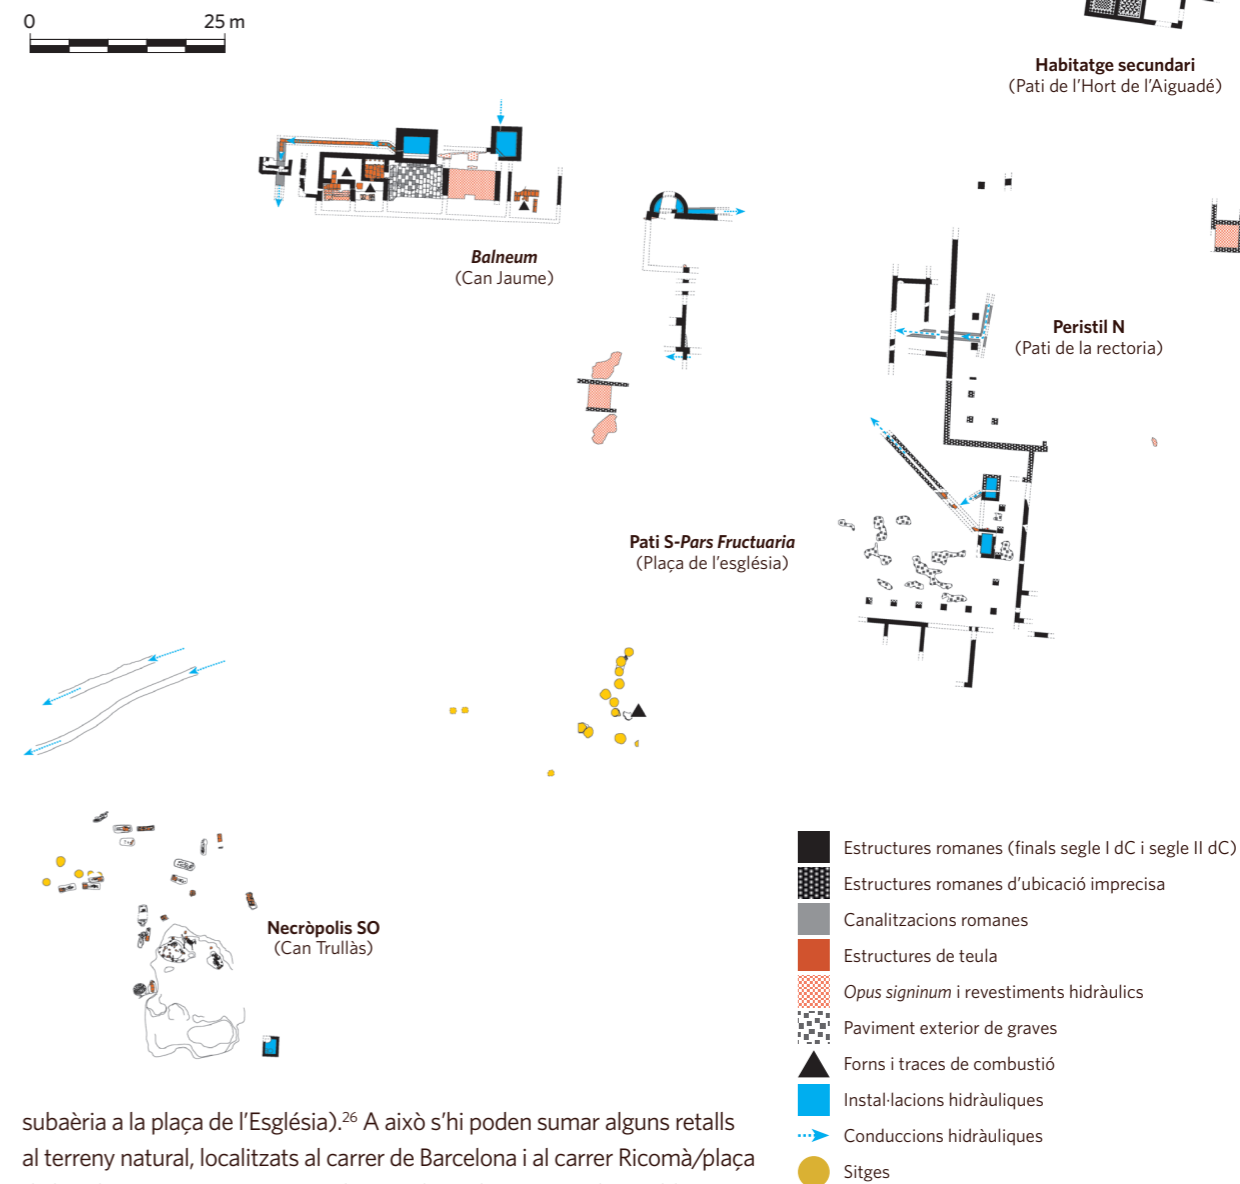 0 25 m
Habitatge secundari
(Pati de l'Hort de l'Aiguadé)
Balneum
(Can Jaume)
Peristil N
(Pati de la rectoria)
Pati S-Pars Fructuaria
(Plaça de l'església)
Necròpolis SO
(Can Trullàs)
Estructures romanes (finals segle I dC i segle II dC)
Estructures romanes d'ubicació imprecisa
Canalitzacions romanes
Estructures de teula
Opus signinum i revestiments hidràulics
Paviment exterior de graves
Forns i traces de combustió
Instal·lacions hidràuliques
Conduccions hidràuliques
Sitges
subaèria a la plaça de l'Església).26 A això s'hi poden sumar alguns retalls
al terreny natural, localitzats al carrer de Barcelona i al carrer Ricomà/plaça